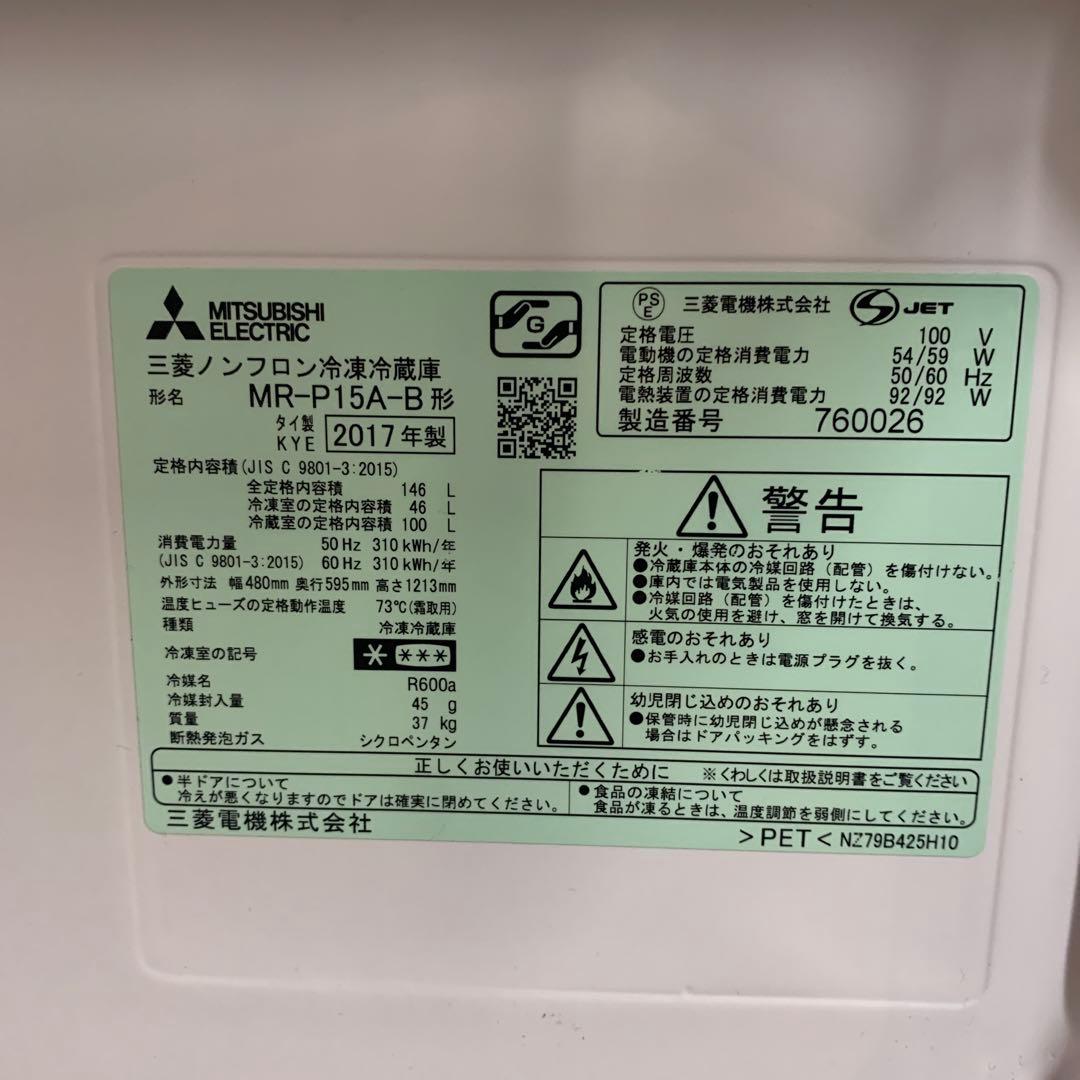 MITSUBISHI
ELECTRIC
三菱ノンフロン冷凍冷蔵庫
形名 MR-P15A-B形
タイ製
KYE 2017年製
定格内容積(JIS C 9801-3:2015)
全定格内容積 146 L
冷凍室の定格内容積 46 L
冷蔵室の定格内容積 100 L
消費電力量 50Hz 310kWh/年
(JIS C 9801-3:2015) 60Hz 310kWh/年
外形寸法 幅480mm 奥行595mm 高さ1213mm
温度ヒューズの定格動作温度 73℃(霜取用)
種類 冷凍冷蔵庫
冷凍室の記号 * ***
冷媒名 R600a
冷媒封入量 45 g
質量 37 kg
断熱発泡ガス シクロペンタン
G
PS
E
三菱電機株式会社 S JET
定格電圧 100 V
電動機の定格消費電力 54/59 W
定格周波数 50/60 Hz
電熱装置の定格消費電力 92/92 W
製造番号 760026
警告
発火・爆発のおそれあり
●冷蔵庫本体の冷媒回路(配管)を傷付けない。
●庫内では電気製品を使用しない。
●冷媒回路(配管)を傷付けたときは、
火気の使用を避け、窓を開けて換気する。
感電のおそれあり
●お手入れのときは電源プラグを抜く。
幼児閉じ込めのおそれあり
●保管時に幼児閉じ込めが懸念される
場合はドアパッキングをはずす。
正しくお使いいただくために ※くわしくは取扱説明書をご覧ください
●半ドアについて
冷えが悪くなりますのでドアは確実に閉めてください。
●食品の凍結について
食品が凍るときは、温度調節を弱側にしてください。
三菱電機株式会社
>PET< NZ79B425H10